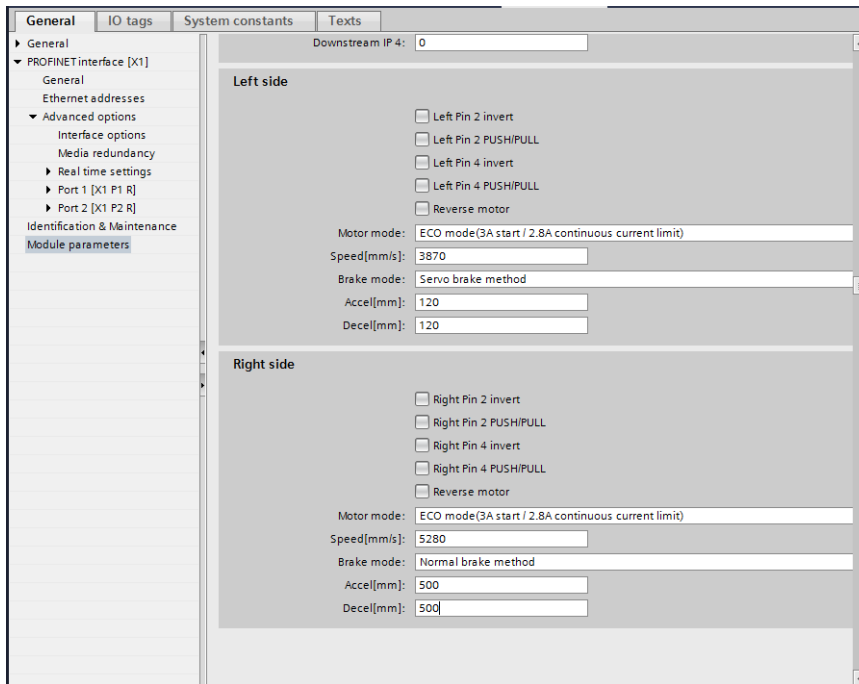 General IO tags System constants Texts
General
PROFINET interface [X1]
General
Ethernet addresses
Advanced options
Interface options
Media redundancy
Real time settings
Port 1 [X1 P1 R]
Port 2 [X1 P2 R]
Identification & Maintenance
Module parameters
Downstream IP 4: 0
Left side
Left Pin 2 invert
Left Pin 2 PUSH/PULL
Left Pin 4 invert
Left Pin 4 PUSH/PULL
Reverse motor
Motor mode: ECO mode(3A start / 2.8A continuous current limit)
Speed[mm/s]: 3870
Brake mode: Servo brake method
Accel[mm]: 120
Decel[mm]: 120
Right side
Right Pin 2 invert
Right Pin 2 PUSH/PULL
Right Pin 4 invert
Right Pin 4 PUSH/PULL
Reverse motor
Motor mode: ECO mode(3A start / 2.8A continuous current limit)
Speed[mm/s]: 5280
Brake mode: Normal brake method
Accel[mm]: 500
Decel[mm]: 500